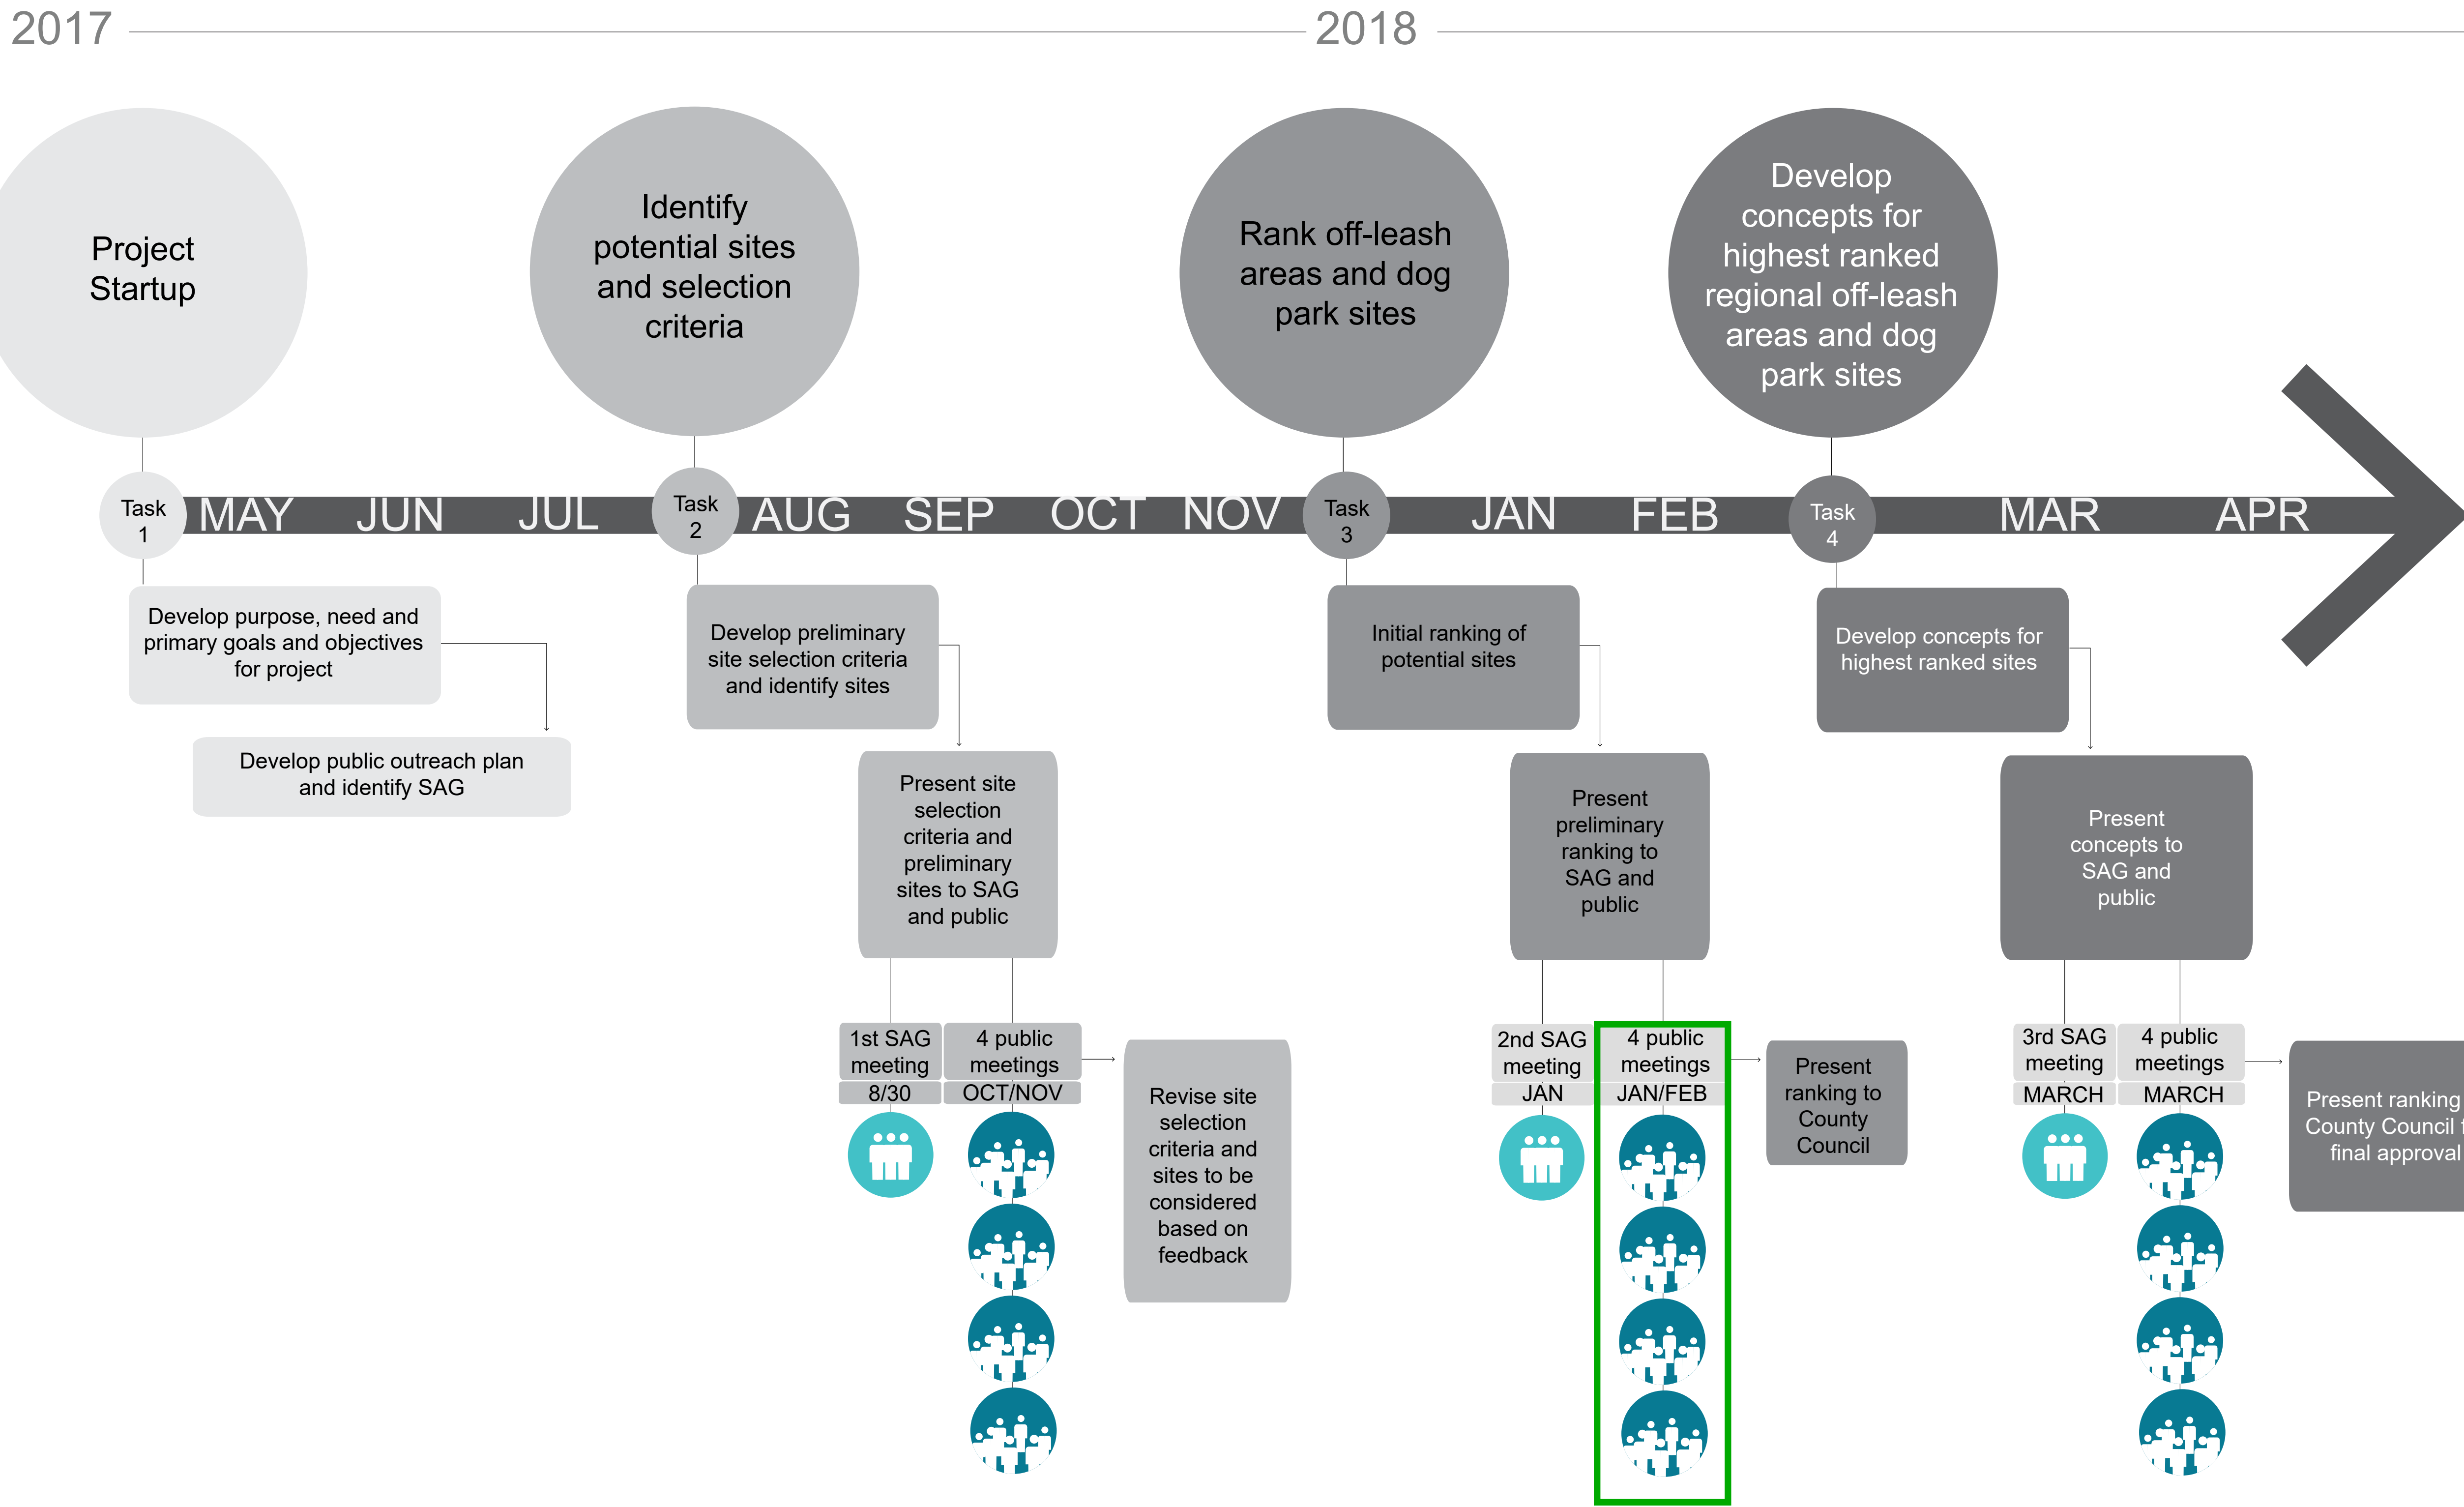 2017
2018
Project
Startup
Identify
potential sites
and selection
criteria
Rank off-leash
areas and dog
park sites
Develop
concepts for
highest ranked
regional off-leash
areas and dog
park sites
Task
1
MAY
JUN
JUL
Task
2
AUG
SEP
OCT
NOV
Task
3
JAN
FEB
Task
4
MAR
APR
Develop purpose, need and
primary goals and objectives
for project
Develop public outreach plan
and identify SAG
Develop preliminary
site selection criteria
and identify sites
Present site
selection
criteria and
preliminary
sites to SAG
and public
1st SAG
meeting
8/30
4 public
meetings
OCT/NOV
Revise site
selection
criteria and
sites to be
considered
based on
feedback
Initial ranking of
potential sites
Present
preliminary
ranking to
SAG and
public
2nd SAG
meeting
JAN
4 public
meetings
JAN/FEB
Present
ranking to
County
Council
Develop concepts for
highest ranked sites
Present
concepts to
SAG and
public
3rd SAG
meeting
MARCH
4 public
meetings
MARCH
Present ranking
County Council
final approval